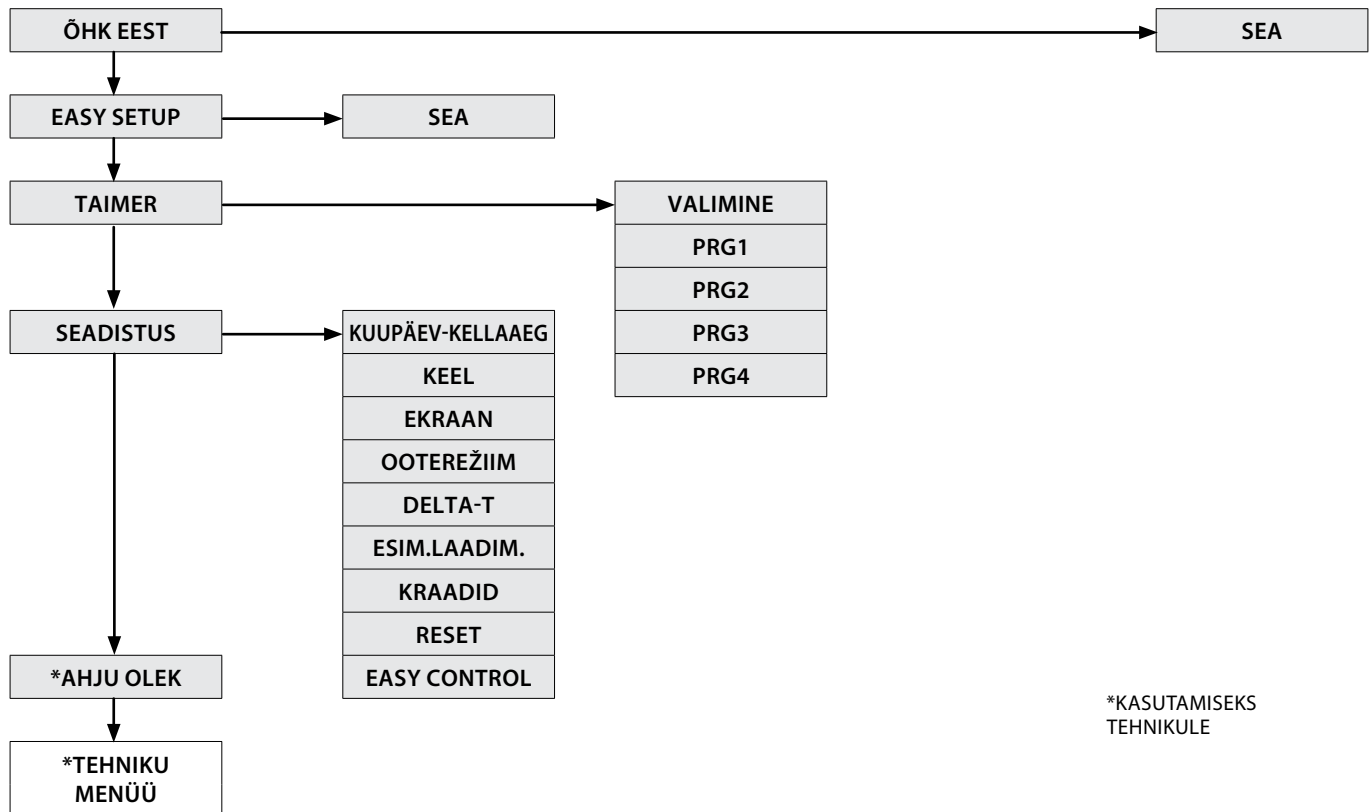 ÕHK EEST
SEA
EASY SETUP
SEA
TAIMER
VALIMINE
PRG1
PRG2
PRG3
PRG4
SEADISTUS
KUUPÄEV-KELLAAEG
KEEL
EKRAAN
OOTEREŽIIM
DELTA-T
ESIM.LAADIM.
KRAADID
RESET
EASY CONTROL
*AHJU OLEK
*TEHNIKU
MENÜÜ
*KASUTAMISEKS
TEHNIKULE